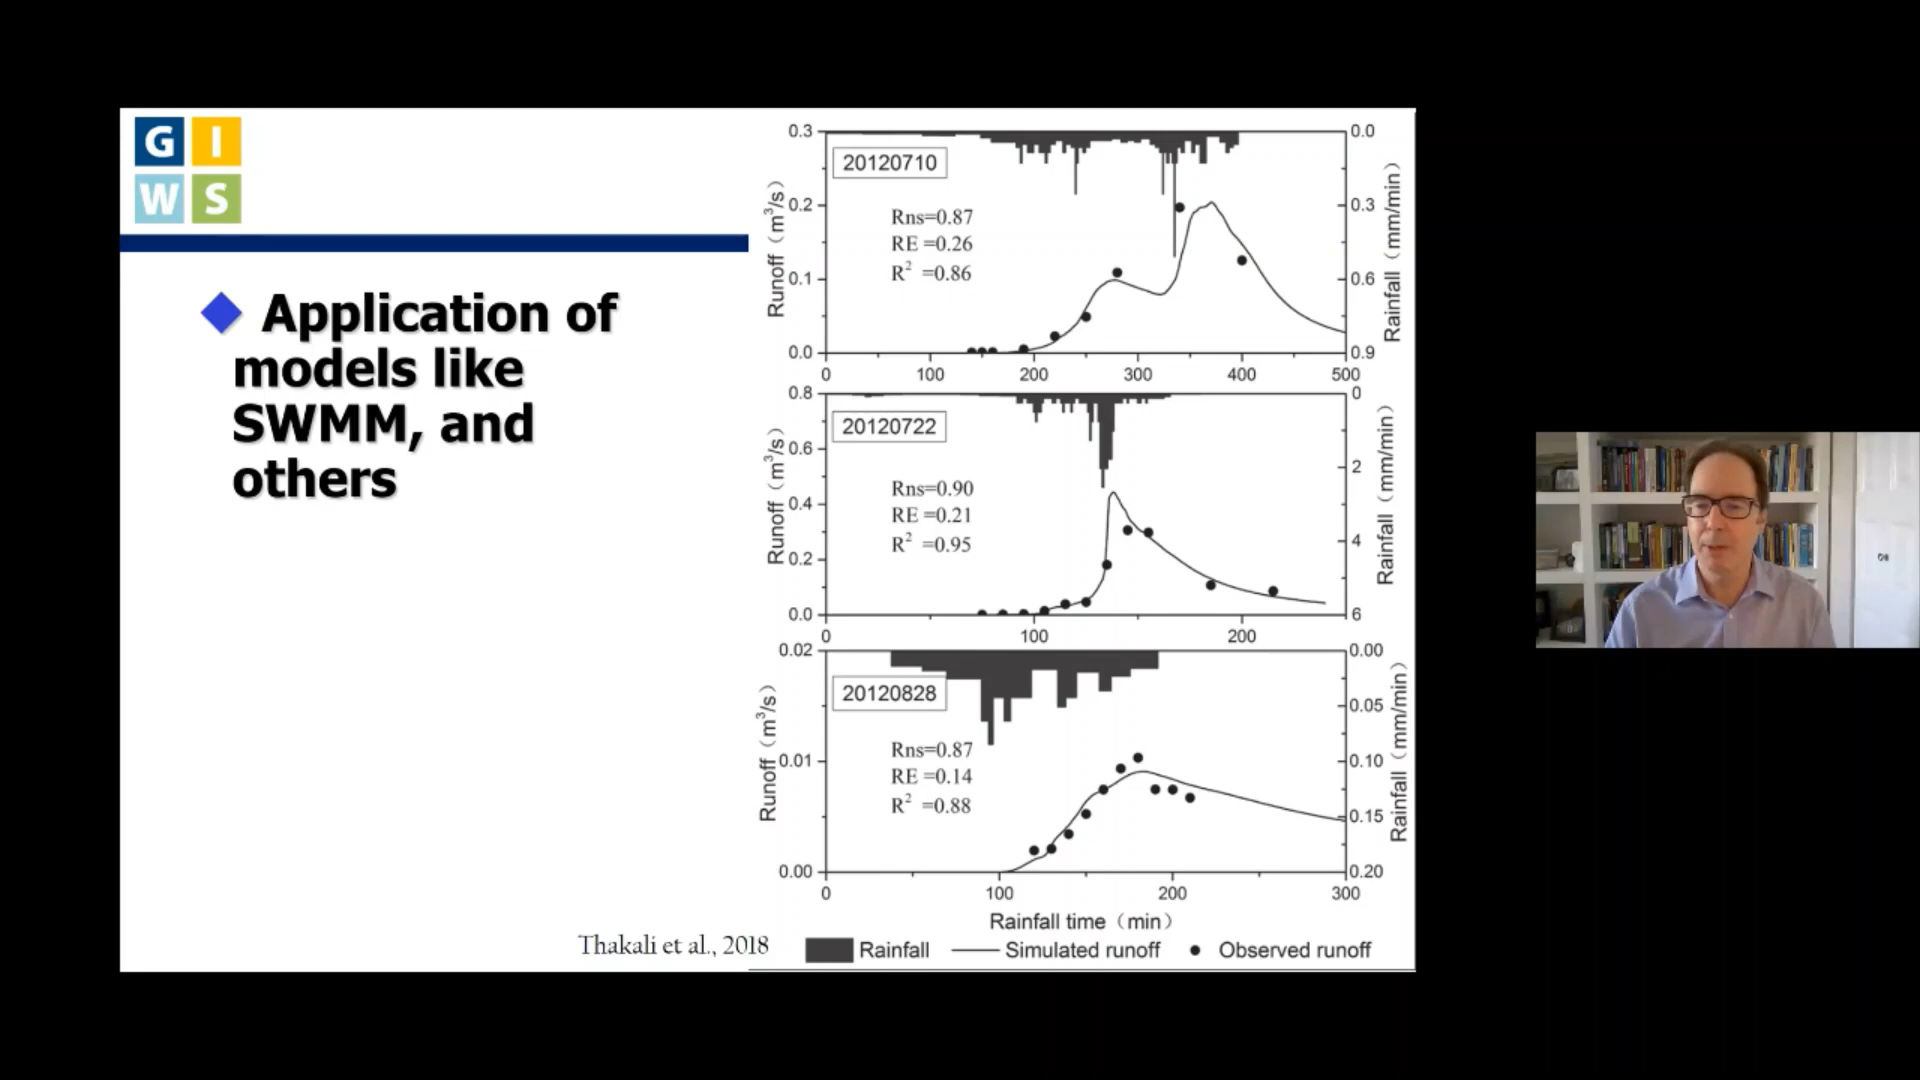 G I
W S
Application of
models like
SWMM, and
others
Thakali et al., 2018
0.3 0.0
20120710
Rns=0.87
RE =0.26
R² =0.86
0.2 0.3
0.1 0.6
0.0 0.9
Runoff (m³/s)
Rainfall (mm/min)
0 100 200 300 400 500
0.8 0
20120722
Rns=0.90
RE =0.21
R² =0.95
0.6
2
0.4
4
0.2
0.0 6
Runoff (m³/s)
Rainfall (mm/min)
0 100 200
0.02 0.00
20120828
Rns=0.87
RE =0.14
R² =0.88
0.05
0.01 0.10
0.15
0.00 0.20
Runoff (m³/s)
Rainfall (mm/min)
0 100 200 300
Rainfall time (min)
Rainfall Simulated runoff Observed runoff